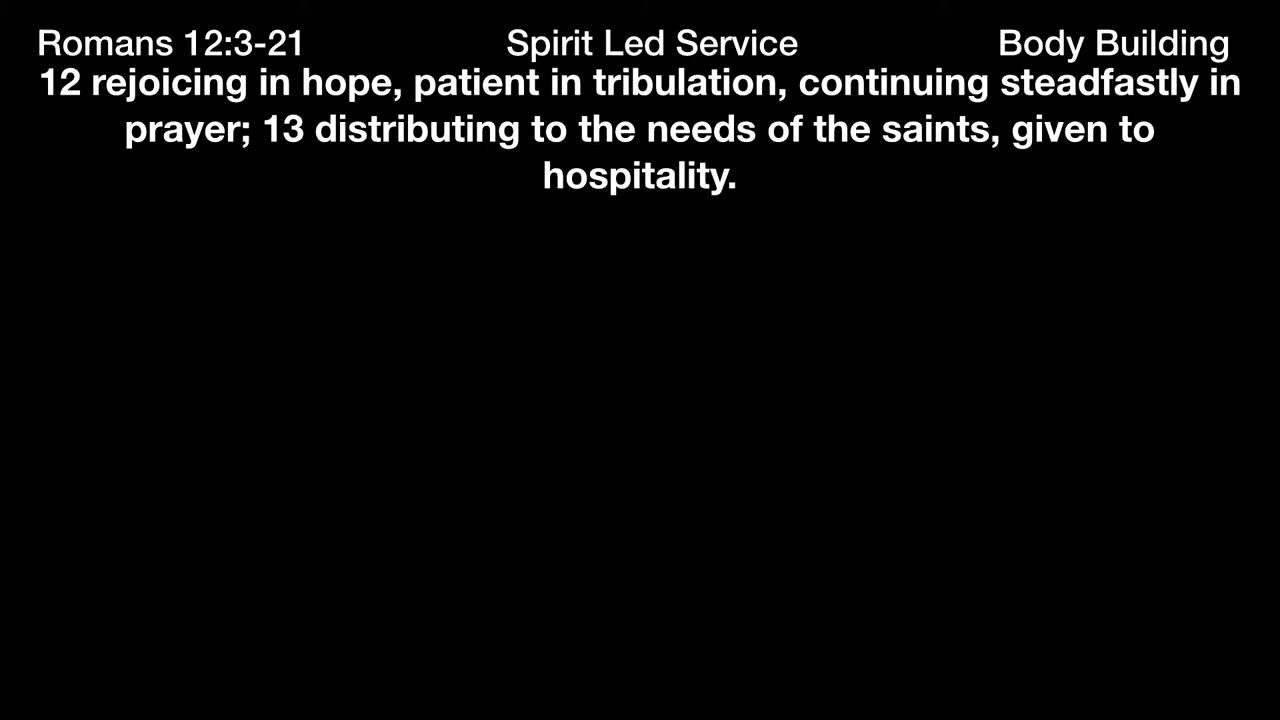 Romans 12:3-21 Spirit Led Service Body Building
12 rejoicing in hope, patient in tribulation, continuing steadfastly in
prayer; 13 distributing to the needs of the saints, given to
hospitality.